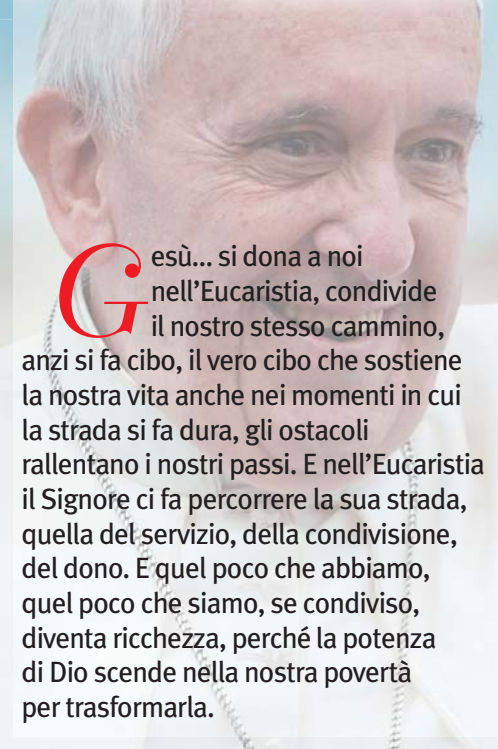 Gesù... si dona a noi
nell’Eucaristia, condivide
il nostro stesso cammino,
anzi si fa cibo, il vero cibo che sostiene
la nostra vita anche nei momenti in cui
la strada si fa dura, gli ostacoli
rallentano i nostri passi. E nell’Eucaristia
il Signore ci fa percorrere la sua strada,
quella del servizio, della condivisione,
del dono. E quel poco che abbiamo,
quel poco che siamo, se condiviso,
diventa ricchezza, perché la potenza
di Dio scende nella nostra povertà
per trasformarla.